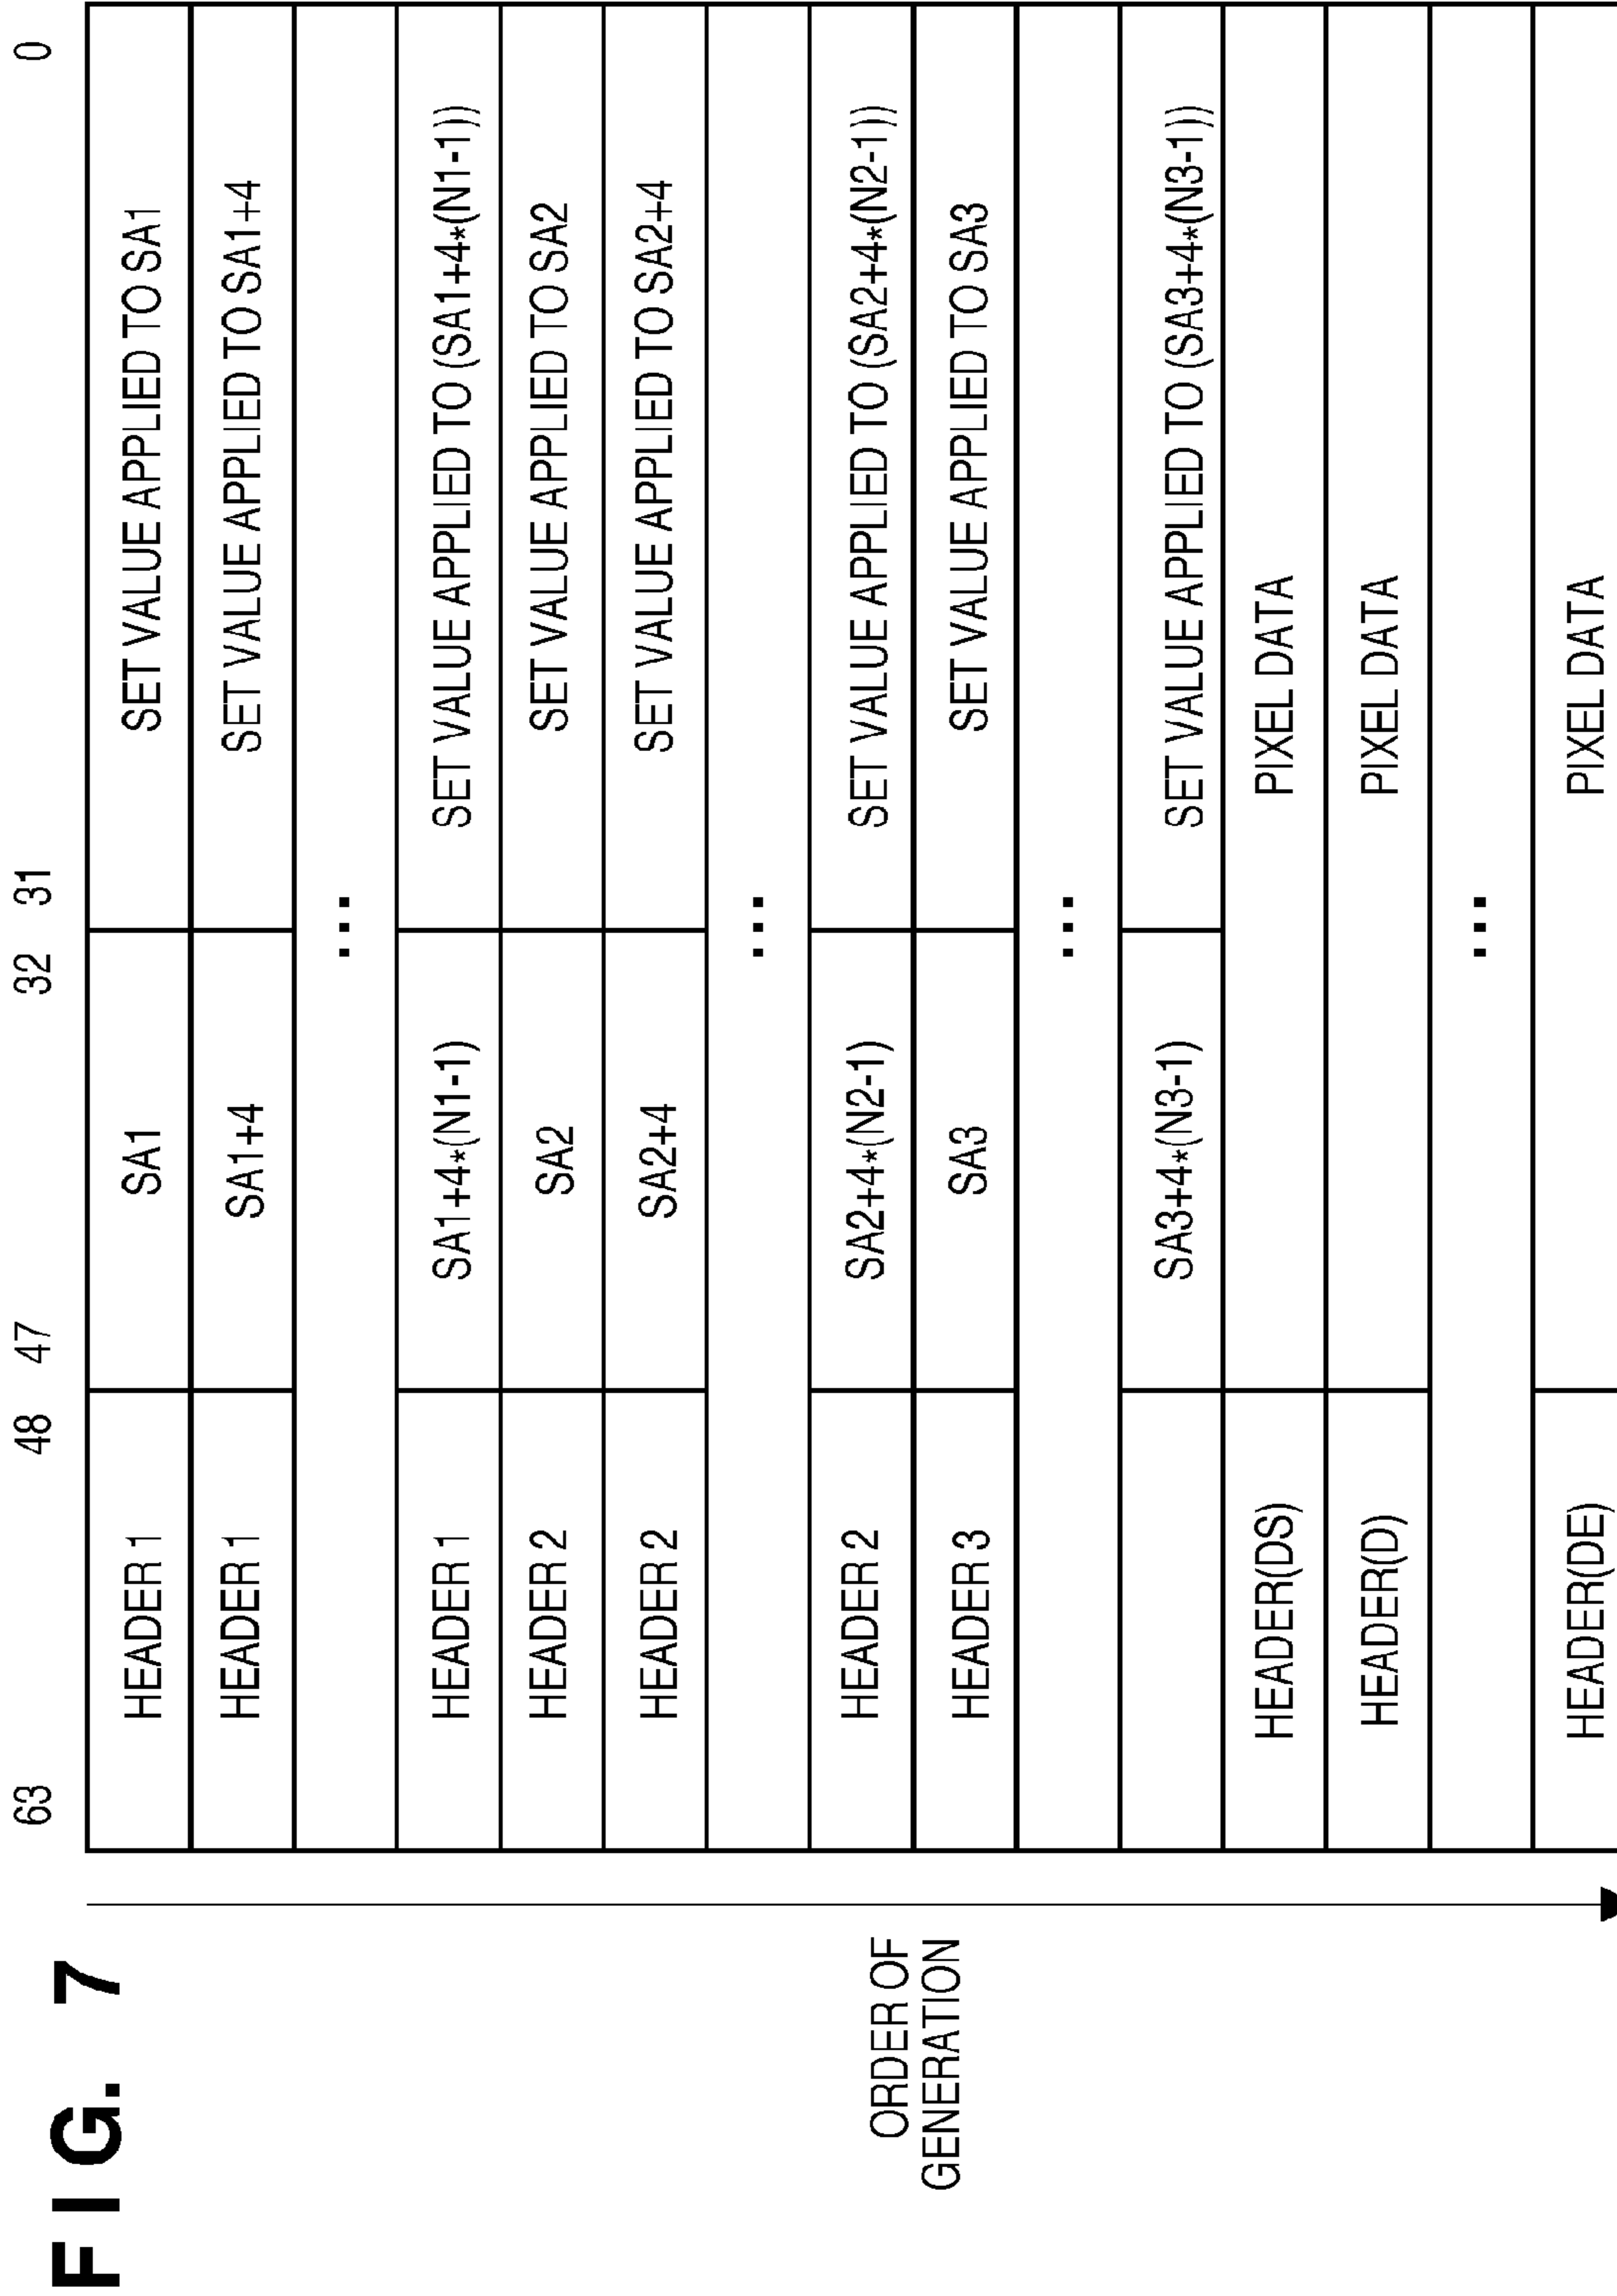 FIG. 7
63 48 47 32 31 0
HEADER 1 SA1 SET VALUE APPLIED TO SA1
HEADER 1 SA1+4 SET VALUE APPLIED TO SA1+4
...
HEADER 1 SA1+4*(N1-1) SET VALUE APPLIED TO (SA1+4*(N1-1))
HEADER 2 SA2 SET VALUE APPLIED TO SA2
HEADER 2 SA2+4 SET VALUE APPLIED TO SA2+4
...
HEADER 2 SA2+4*(N2-1) SET VALUE APPLIED TO (SA2+4*(N2-1))
HEADER 3 SA3 SET VALUE APPLIED TO SA3
...
SA3+4*(N3-1) SET VALUE APPLIED TO (SA3+4*(N3-1))
HEADER(DS) PIXEL DATA
HEADER(D) PIXEL DATA
...
HEADER(DE) PIXEL DATA
ORDER OF
GENERATION